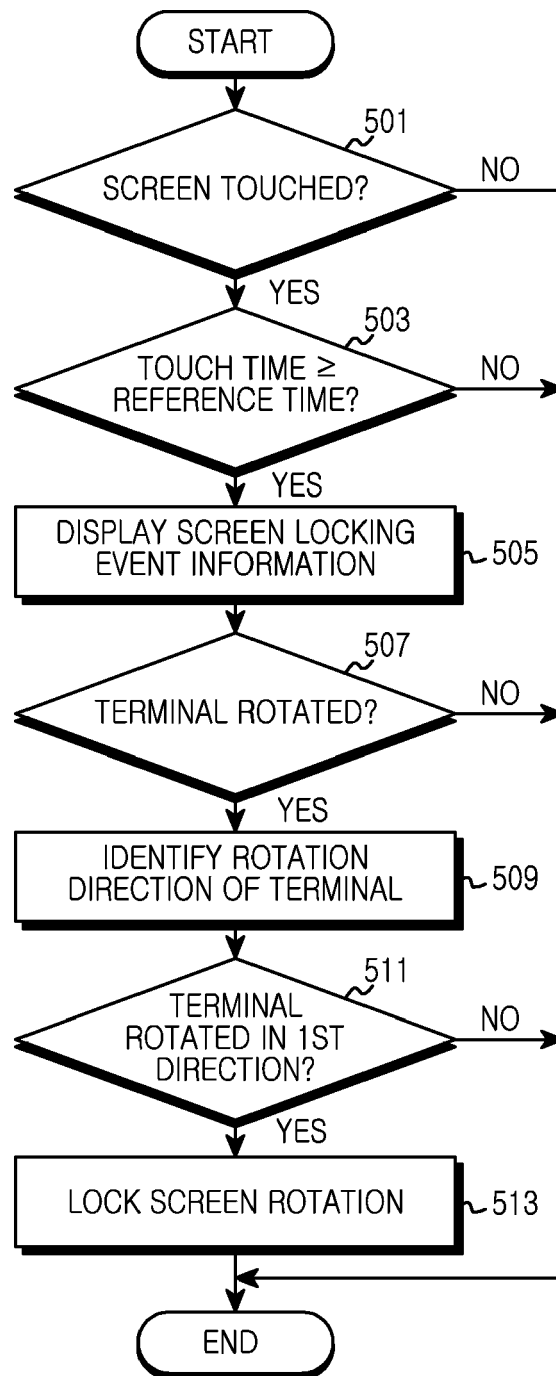 START
501
SCREEN TOUCHED?
NO
YES
503
TOUCH TIME ≥
REFERENCE TIME?
NO
YES
DISPLAY SCREEN LOCKING
EVENT INFORMATION
505
507
TERMINAL ROTATED?
NO
YES
IDENTIFY ROTATION
DIRECTION OF TERMINAL
509
511
TERMINAL
ROTATED IN 1ST
DIRECTION?
NO
YES
LOCK SCREEN ROTATION
513
END